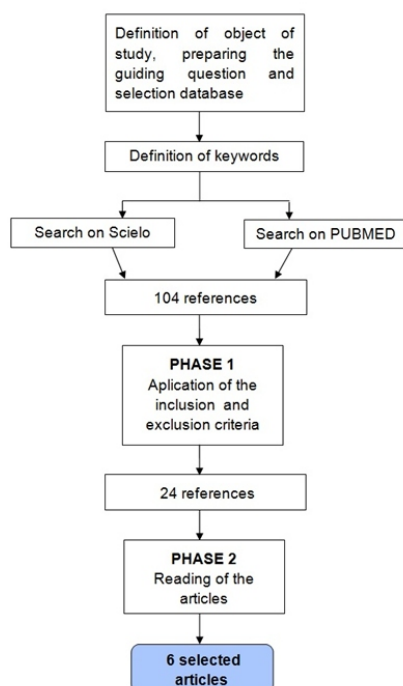 Definition of object of
study, preparing the
guiding question and
selection database
Definition of keywords
Search on Scielo
Search on PUBMED
104 references
PHASE 1
Aplication of the
inclusion and
exclusion criteria
24 references
PHASE 2
Reading of the
articles
6 selected
articles